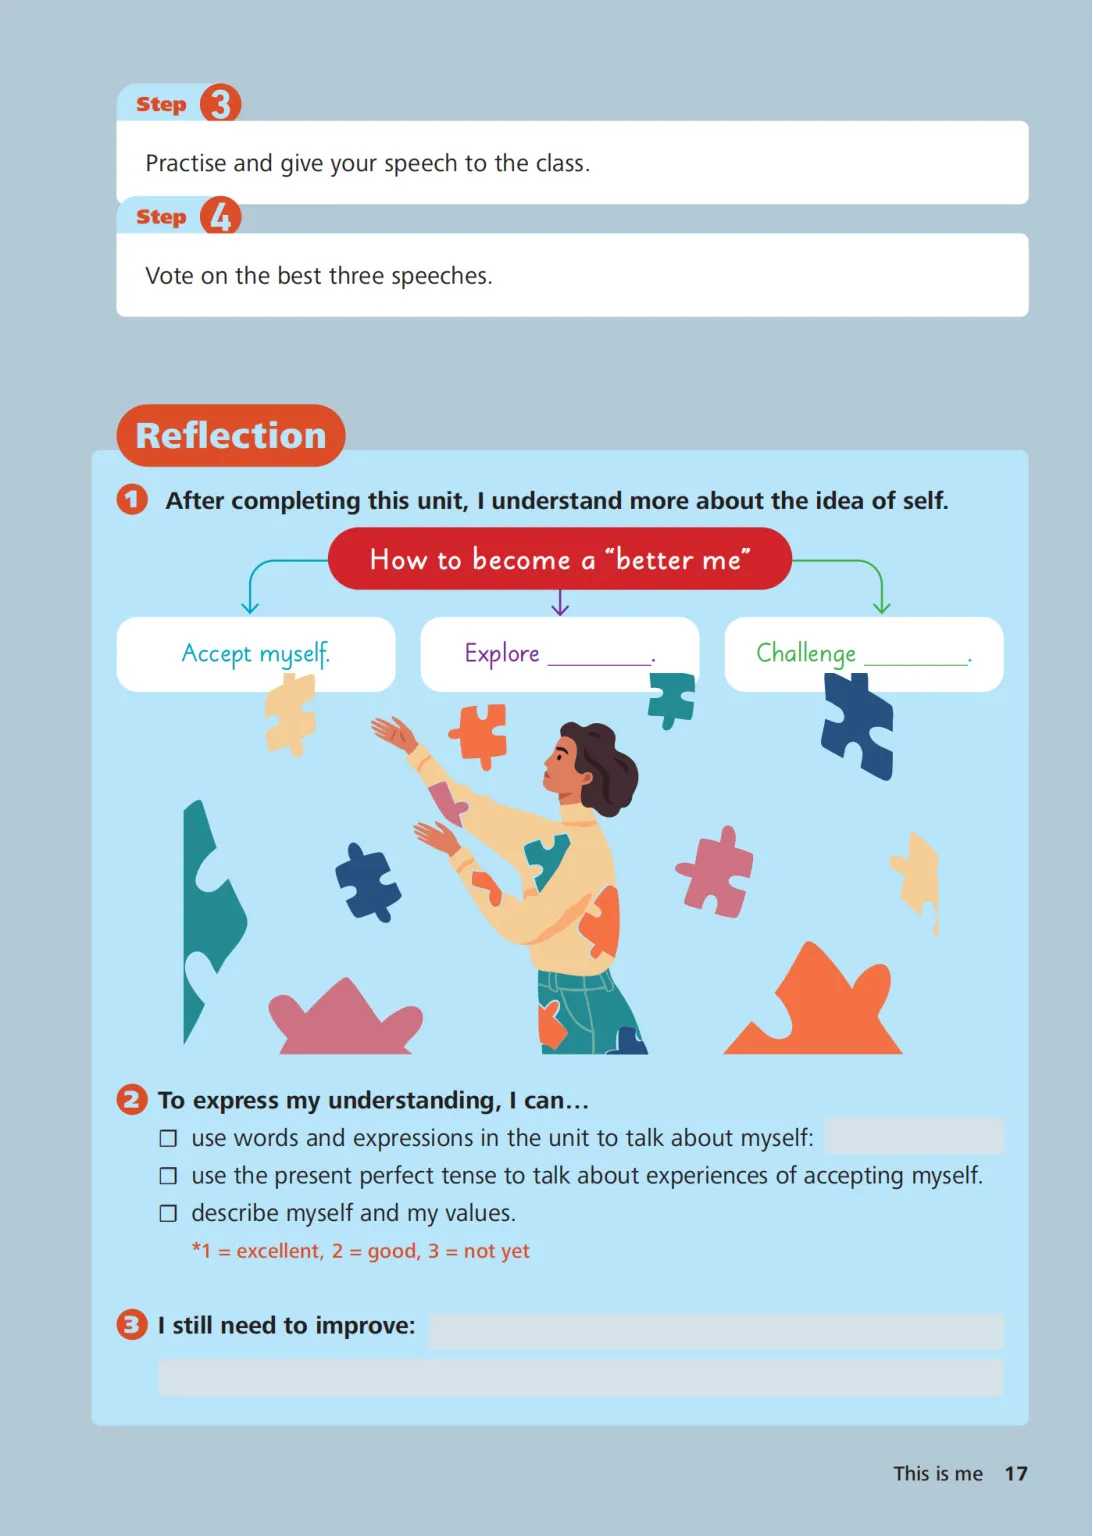 Step 3
Practise and give your speech to the class.
Step 4
Vote on the best three speeches.
Reflection
1 After completing this unit, I understand more about the idea of self.
How to become a “better me”
Accept myself.
Explore ________.
Challenge ________.
2 To express my understanding, I can…
☐ use words and expressions in the unit to talk about myself:
☐ use the present perfect tense to talk about experiences of accepting myself.
☐ describe myself and my values.
*1 = excellent, 2 = good, 3 = not yet
3 I still need to improve:
This is me 17